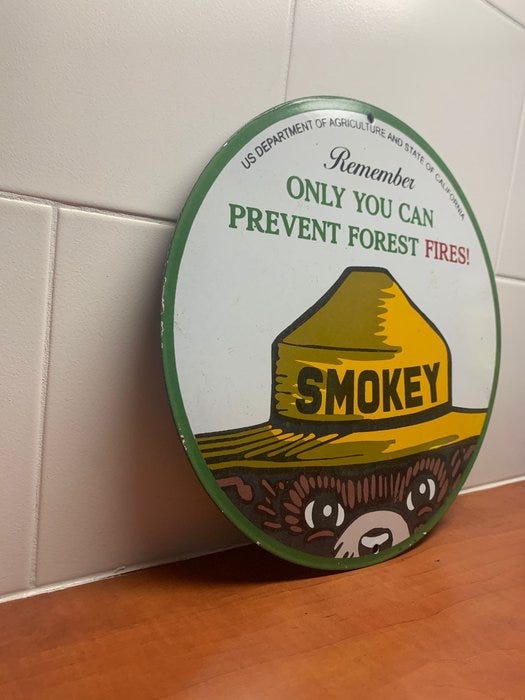 US DEPARTMENT OF AGRICULTURE AND STATE OF CALIFORNIA
Remember
ONLY YOU CAN
PREVENT FOREST FIRES!
SMOKEY